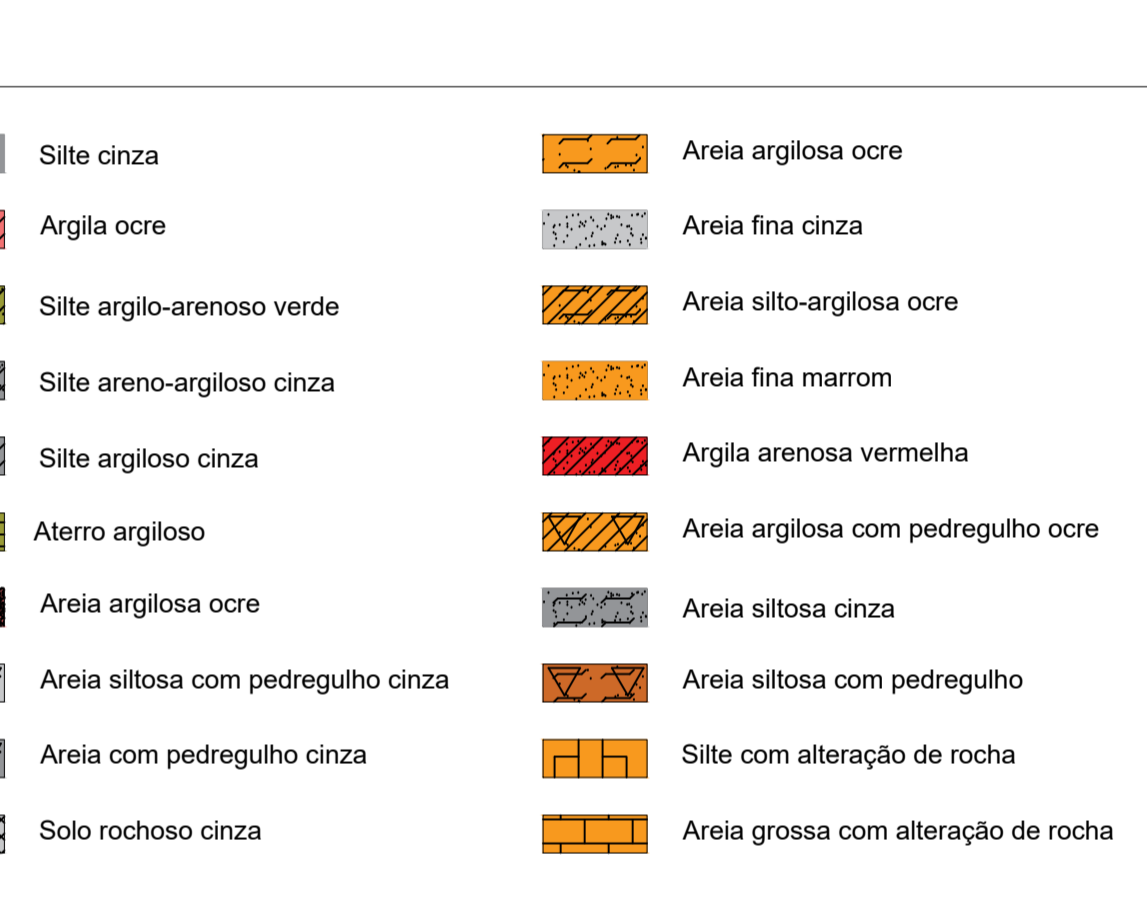 Silte cinza
Argila ocre
Silte argilo-arenoso verde
Silte areno-argiloso cinza
Silte argiloso cinza
Aterro argiloso
Areia argilosa ocre
Areia siltosa com pedregulho cinza
Areia com pedregulho cinza
Solo rochoso cinza
Areia argilosa ocre
Areia fina cinza
Areia silto-argilosa ocre
Areia fina marrom
Argila arenosa vermelha
Areia argilosa com pedregulho ocre
Areia siltosa cinza
Areia siltosa com pedregulho
Silte com alteração de rocha
Areia grossa com alteração de rocha